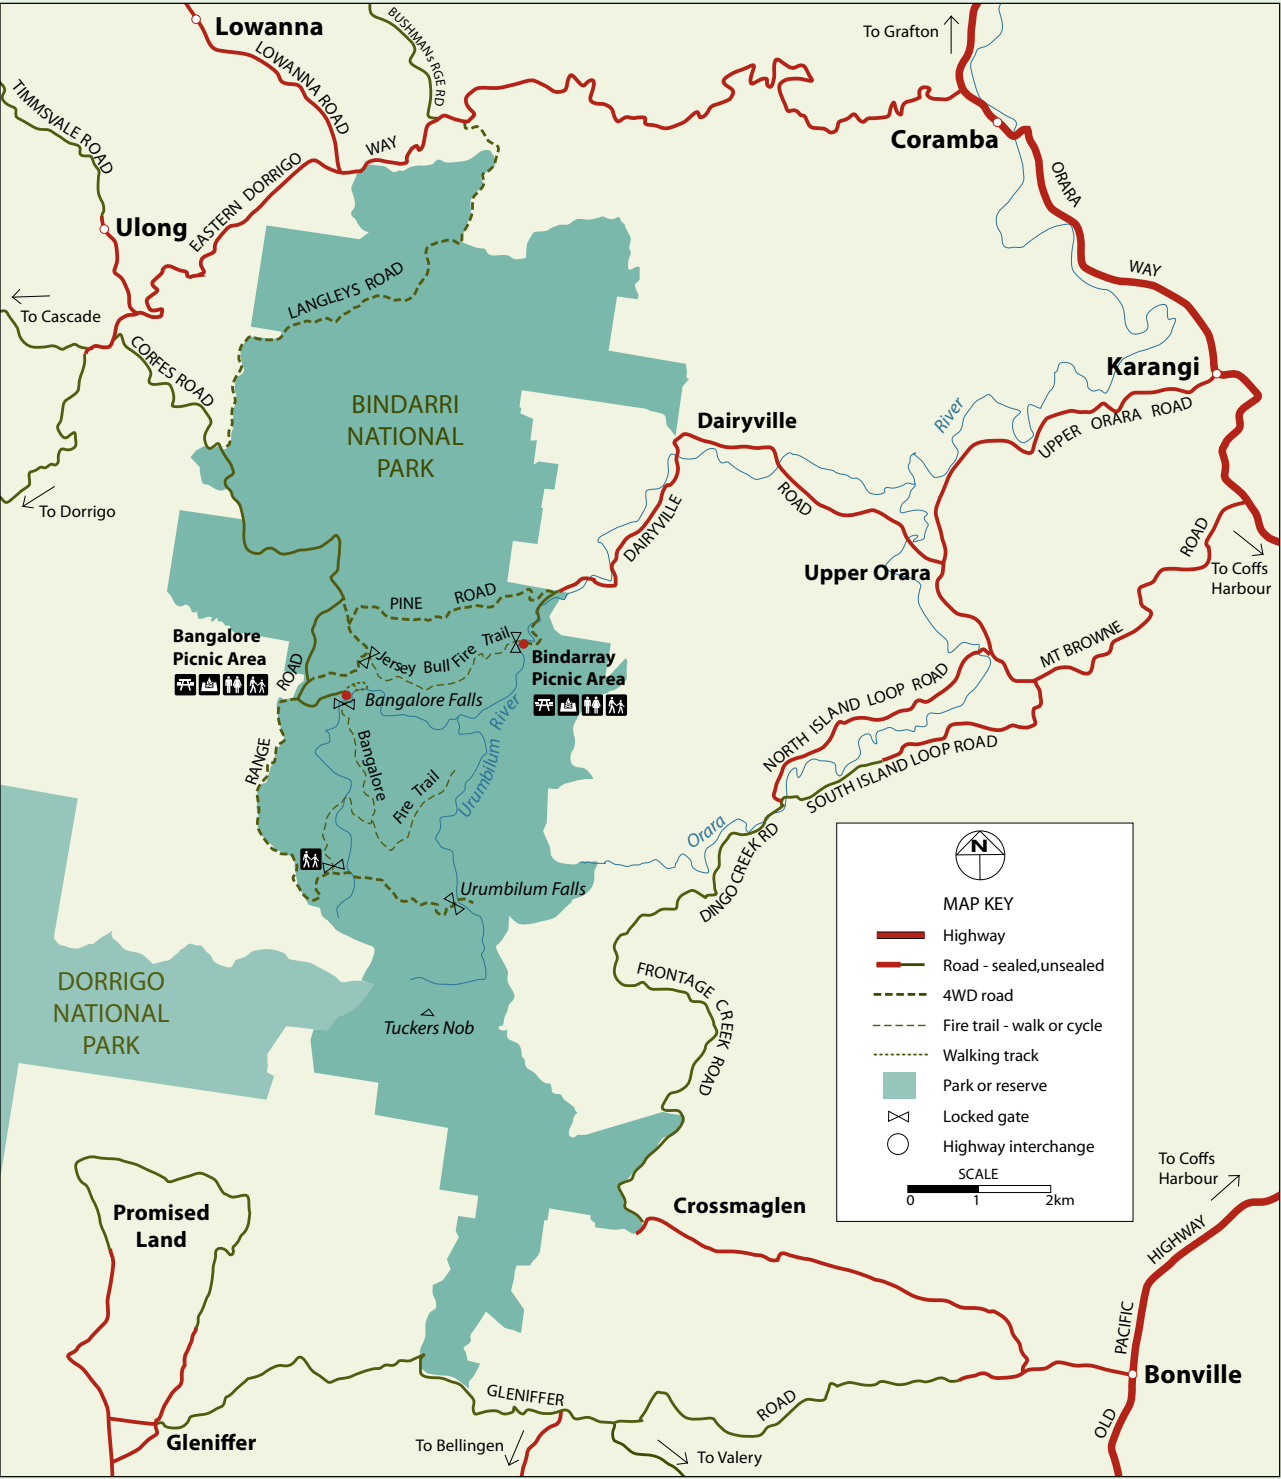 Lowanna
LOWANNA ROAD
BUSHMANs RGE RD
To Grafton
TIMMSVALE ROAD
WAY
Coramba
ORARA
EASTERN DORRIGO
Ulong
WAY
LANGLEYS ROAD
To Cascade
CORFES ROAD
Karangi
BINDARRI
NATIONAL
PARK
River
UPPER ORARA ROAD
Dairyville
To Dorrigo
ROAD
DAIRYVILLE
ROAD
Upper Orara
To Coffs
Harbour
PINE ROAD
Bangalore
Picnic Area
ROAD
Jersey Bull Fire Trail
Bindarray
Picnic Area
MT BROWNE
Bangalore Falls
NORTH ISLAND LOOP ROAD
RANGE
Bangalore
Fire Trail
Urumbilum River
SOUTH ISLAND LOOP ROAD
Orara
DINGO CREEK RD
Urumbilum Falls
FRONTAGE CREEK ROAD
DORRIGO
NATIONAL
PARK
Tuckers Nob
N
MAP KEY
Highway
Road - sealed,unsealed
4WD road
Fire trail - walk or cycle
Walking track
Park or reserve
Locked gate
Highway interchange
SCALE
0 1 2km
To Coffs
Harbour
Promised
Land
Crossmaglen
HIGHWAY
PACIFIC
Bonville
OLD
GLENIFFER
ROAD
Gleniffer
To Bellingen
To Valery